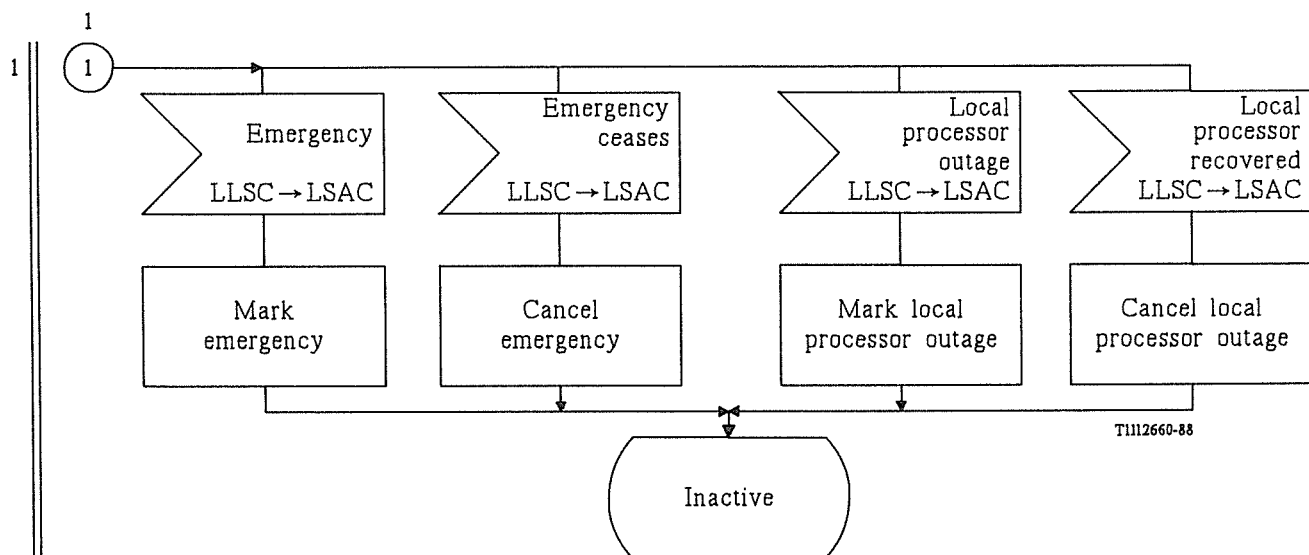 1
1
1
Emergency
LLSC→LSAC
Emergency
ceases
LLSC→LSAC
Local
processor
outage
LLSC→LSAC
Local
processor
recovered
LLSC→LSAC
Mark
emergency
Cancel
emergency
Mark local
processor outage
Cancel local
processor outage
T1112660-88
Inactive